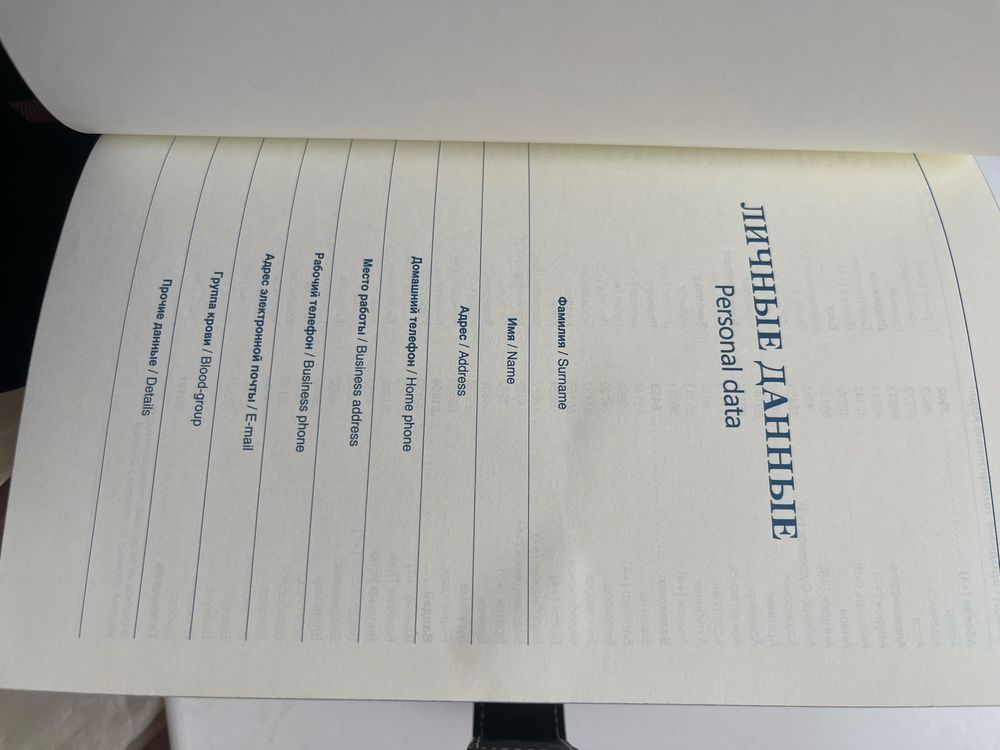 ЛИЧНЫЕ ДАННЫЕ
Personal data
Фамилия / Surname
Имя / Name
Адрес / Address
Домашний телефон / Home phone
Место работы / Business address
Рабочий телефон / Business phone
Адрес электронной почты / E-mail
Группа крови / Blood-group
Прочие данные / Details